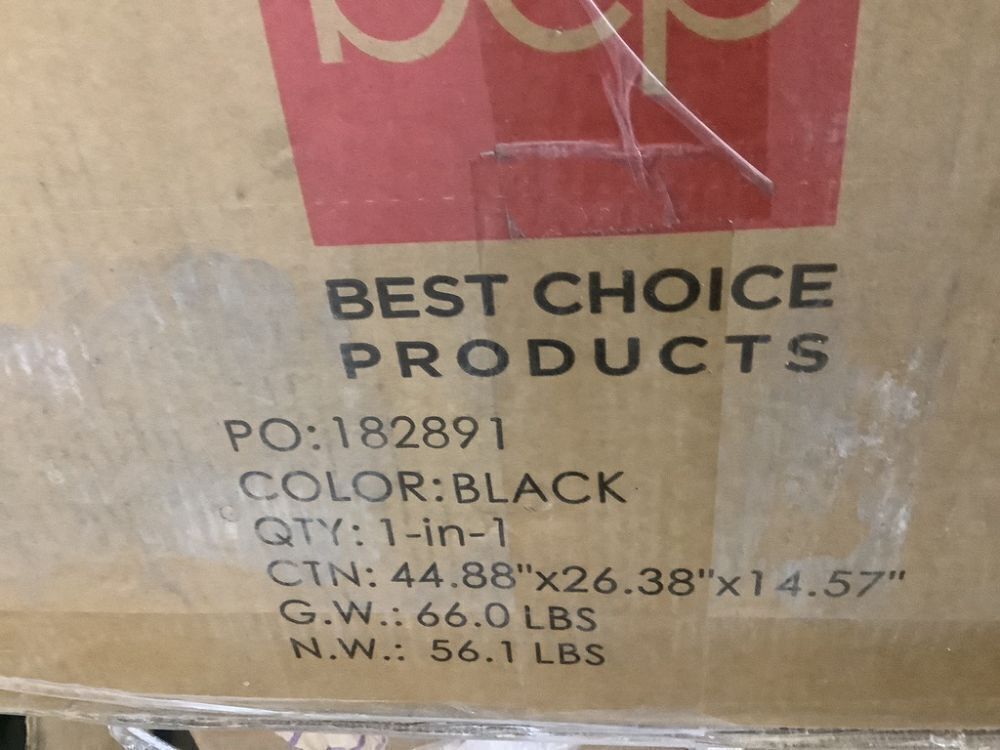 bcp
BEST CHOICE
PRODUCTS
PO:182891
COLOR:BLACK
QTY: 1-in-1
CTN: 44.88"x26.38"x14.57"
G.W.: 66.0 LBS
N.W.: 56.1 LBS